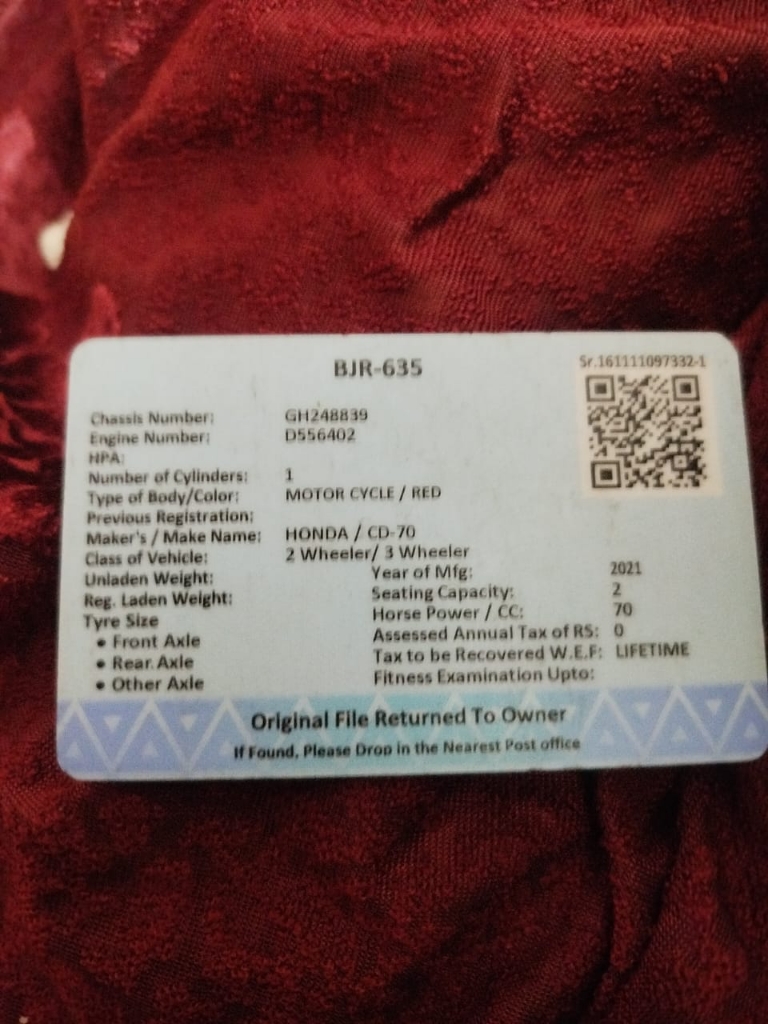 BJR-635
Sr.161111097332-1
Chassis Number: GH248839
Engine Number: D556402
HPA:
Number of Cylinders: 1
Type of Body/Color: MOTOR CYCLE / RED
Previous Registration:
Maker's / Make Name: HONDA / CD-70
Class of Vehicle: 2 Wheeler/ 3 Wheeler
Unladen Weight: Year of Mfg: 2021
Reg. Laden Weight: Seating Capacity: 2
Tyre Size Horse Power / CC: 70
• Front Axle Assessed Annual Tax of RS: 0
• Rear Axle Tax to be Recovered W.E.F: LIFETIME
• Other Axle Fitness Examination Upto:
Original File Returned To Owner
If Found, Please Drop in the Nearest Post office